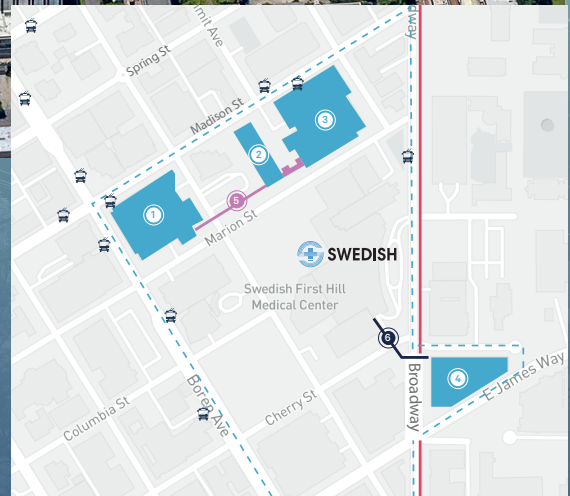 mit Ave
dway
Spring St
Madison St
3
2
5
1
Marion St
SWEDISH
Swedish First Hill
Medical Center
6
Broadway
4
E James Way
Boren Ave
Cherry St
Columbia St